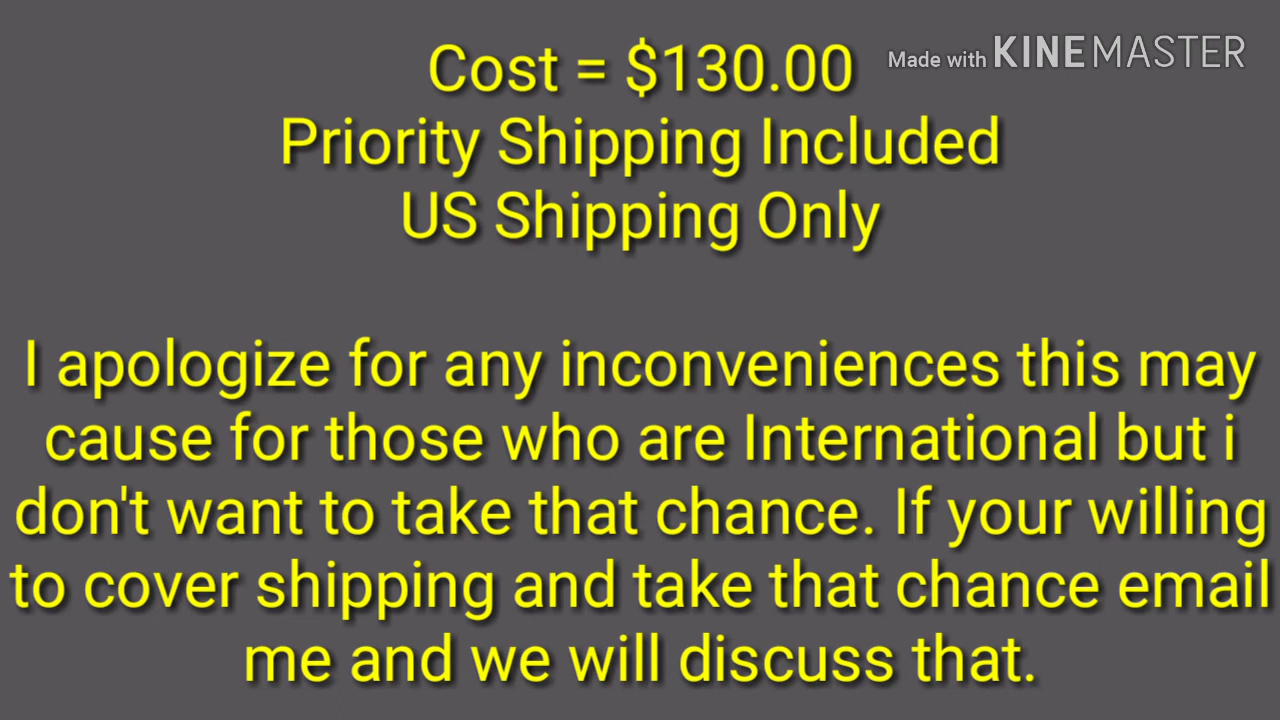 Cost = $130.00
Made with KINEMASTER
Priority Shipping Included
US Shipping Only
I apologize for any inconveniences this may
cause for those who are International but i
don't want to take that chance. If your willing
to cover shipping and take that chance email
me and we will discuss that.